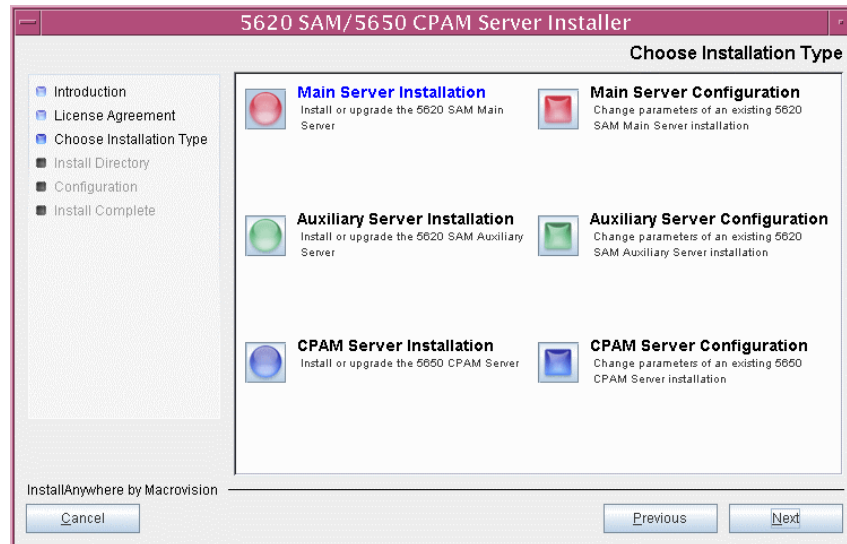 5620 SAM/5650 CPAM Server Installer
Choose Installation Type
Introduction
License Agreement
Choose Installation Type
Install Directory
Configuration
Install Complete
Main Server Installation
Install or upgrade the 5620 SAM Main
Server
Main Server Configuration
Change parameters of an existing 5620
SAM Main Server installation
Auxiliary Server Installation
Install or upgrade the 5620 SAM Auxiliary
Server
Auxiliary Server Configuration
Change parameters of an existing 5620
SAM Auxiliary Server installation
CPAM Server Installation
Install or upgrade the 5650 CPAM Server
CPAM Server Configuration
Change parameters of an existing 5650
CPAM Server installation
InstallAnywhere by Macrovision
Cancel
Previous
Next